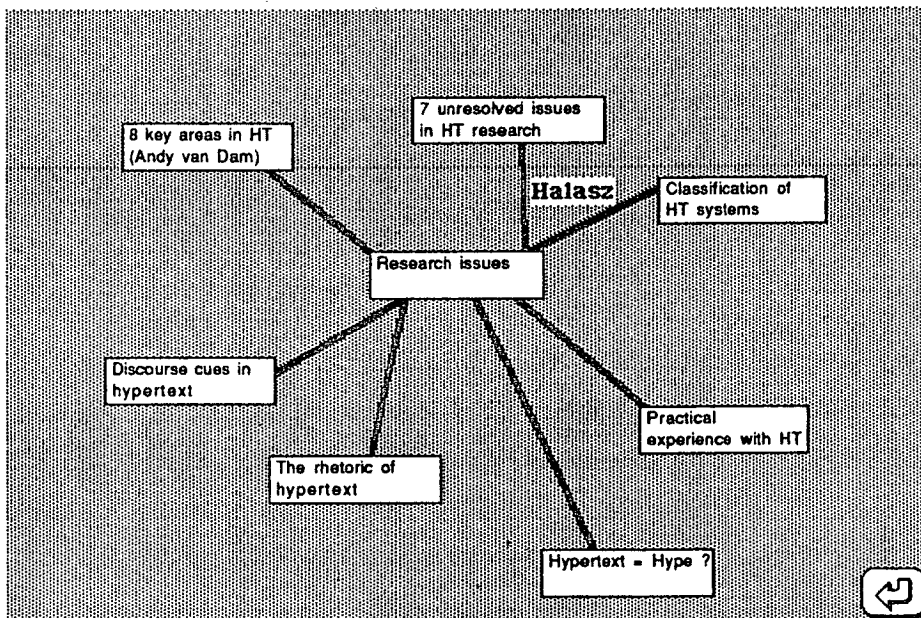 7 unresolved issues
in HT research
8 key areas in HT
(Andy van Dam)
Halasz
Classification of
HT systems
Research issues
Discourse cues in
hypertext
Practical
experience with HT
The rhetoric of
hypertext
Hypertext = Hype ?